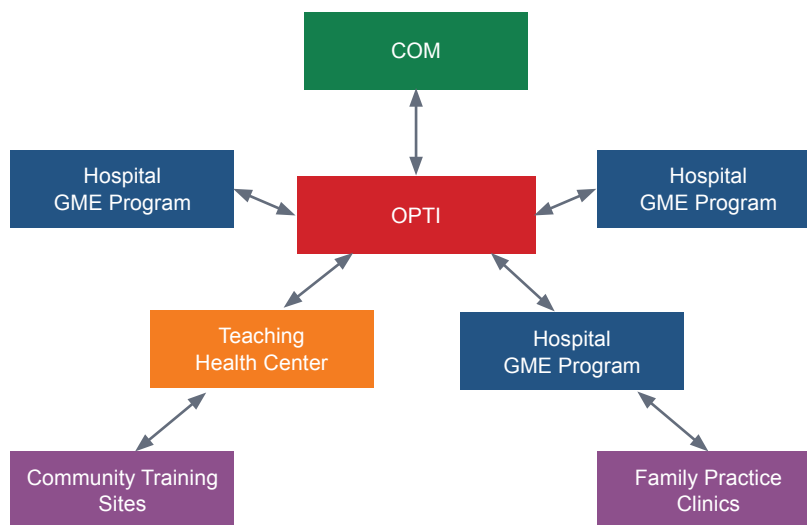 COM
Hospital
GME Program
OPTI
Hospital
GME Program
Teaching
Health Center
Hospital
GME Program
Community Training
Sites
Family Practice
Clinics